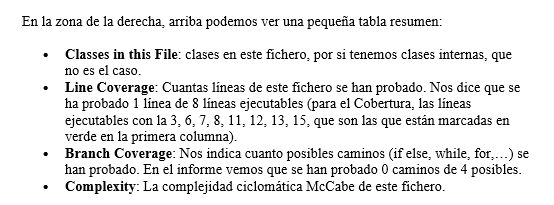 En la zona de la derecha, arriba podemos ver una pequeña tabla resumen:
• Classes in this File: clases en este fichero, por si tenemos clases internas, que
no es el caso.
• Line Coverage: Cuantas líneas de este fichero se han probado. Nos dice que se
ha probado 1 línea de 8 líneas ejecutables (para el Cobertura, las líneas
ejecutables con la 3, 6, 7, 8, 11, 12, 13, 15, que son las que están marcadas en
verde en la primera columna).
• Branch Coverage: Nos indica cuanto posibles caminos (if else, while, for,…) se
han probado. En el informe vemos que se han probado 0 caminos de 4 posibles.
• Complexity: La complejidad ciclomática McCabe de este fichero.